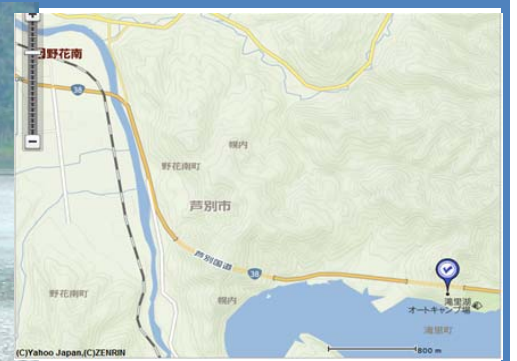 野花南
38
幌内
野花南町
芦別市
芦別国道
38
野花南町
幌内
滝里湖
オートキャンプ場
滝里町
800 m
(C)Yahoo Japan,(C)ZENRIN